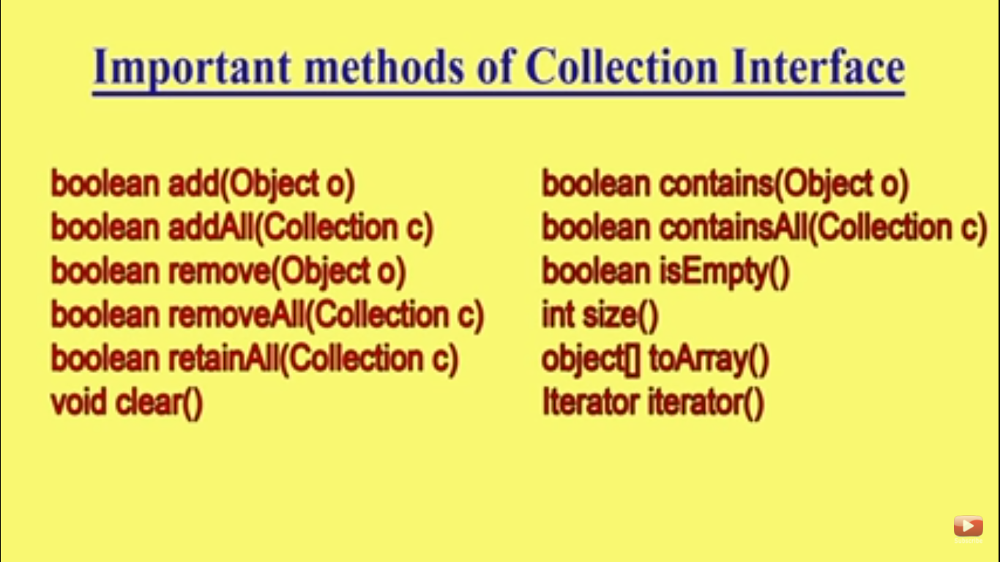 Important methods of Collection Interface
boolean add(Object o)
boolean addAll(Collection c)
boolean remove(Object o)
boolean removeAll(Collection c)
boolean retainAll(Collection c)
void clear()
boolean contains(Object o)
boolean containsAll(Collection c)
boolean isEmpty()
int size()
object[] toArray()
Iterator iterator()